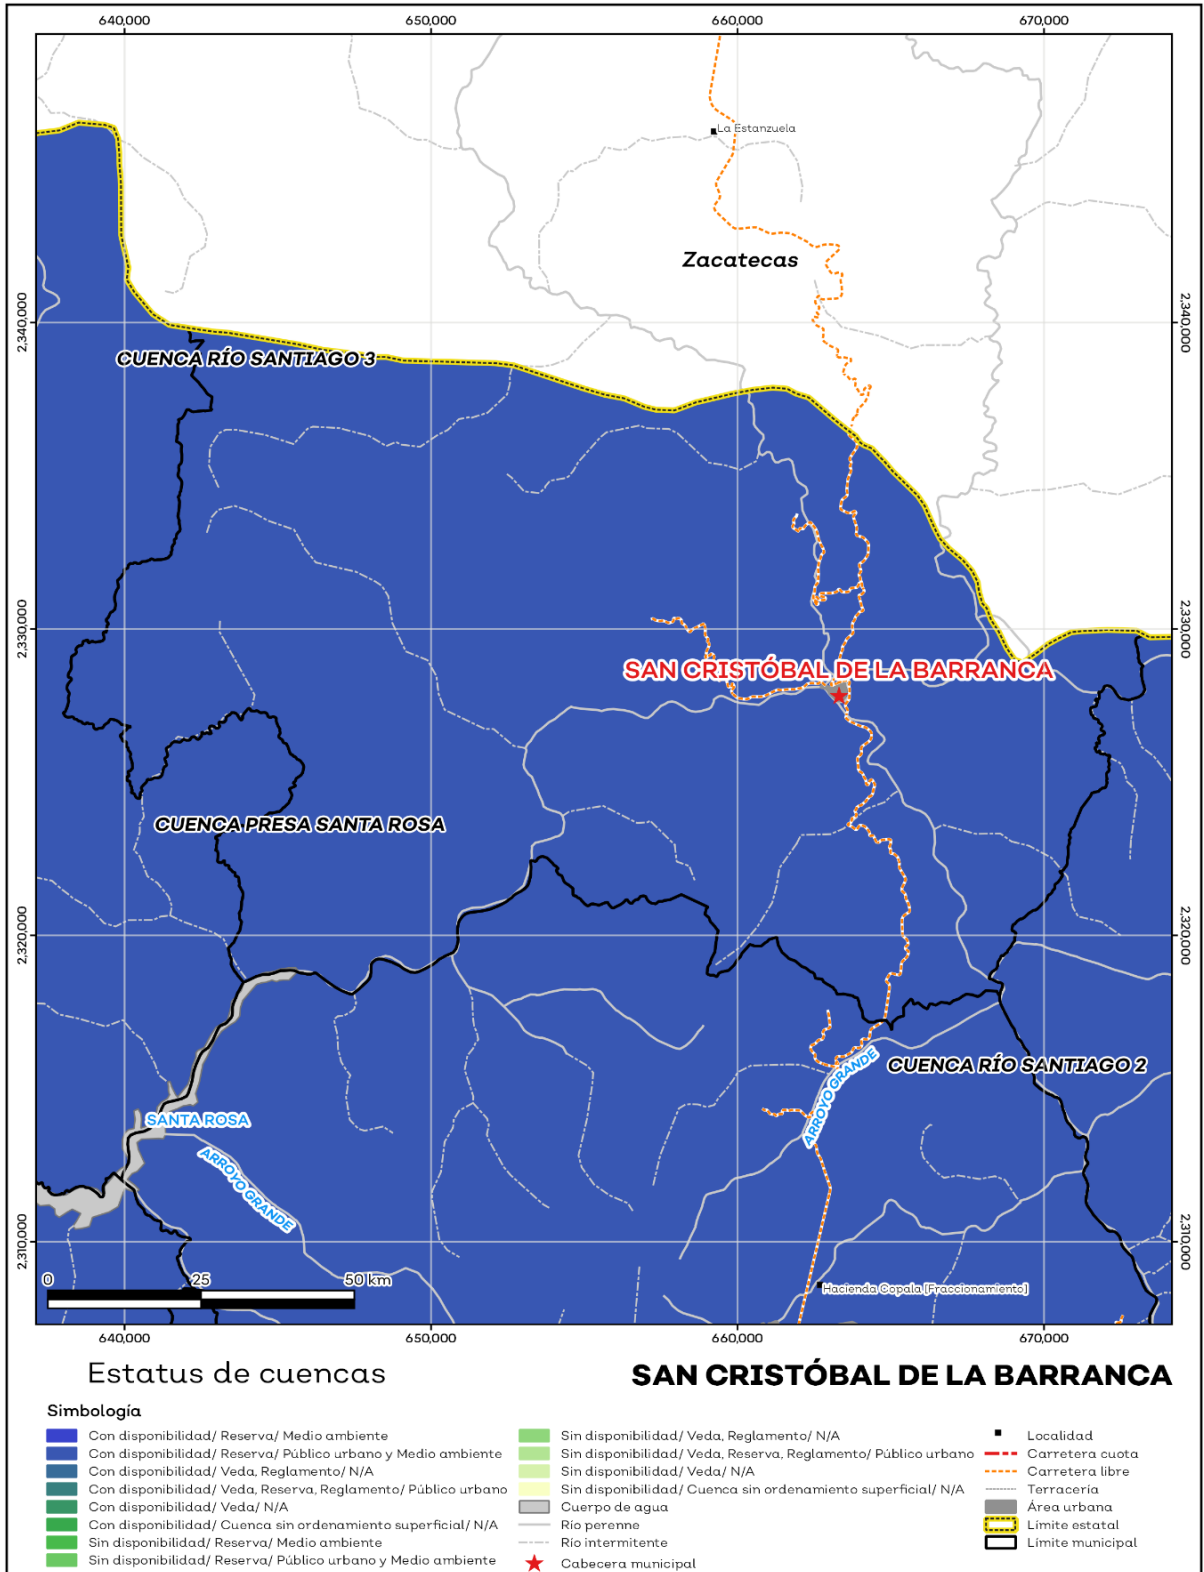 640,000
650,000
660,000
670,000
La Estanzuela
Zacatecas
2,340,000
2,340,000
CUENCA RÍO SANTIAGO 3
2,330,000
2,330,000
SAN CRISTÓBAL DE LA BARRANCA
CUENCA PRESA SANTA ROSA
2,320,000
2,320,000
CUENCA RÍO SANTIAGO 2
ARROYO GRANDE
SANTA ROSA
ARROYO GRANDE
2,310,000
2,310,000
0 25 50 km
Hacienda Copala [Fraccionamiento]
640,000
650,000
660,000
670,000
Estatus de cuencas
SAN CRISTÓBAL DE LA BARRANCA
Simbología
Con disponibilidad/ Reserva/ Medio ambiente
Con disponibilidad/ Reserva/ Público urbano y Medio ambiente
Con disponibilidad/ Veda, Reglamento/ N/A
Con disponibilidad/ Veda, Reserva, Reglamento/ Público urbano
Con disponibilidad/ Veda/ N/A
Con disponibilidad/ Cuenca sin ordenamiento superficial/ N/A
Sin disponibilidad/ Reserva/ Medio ambiente
Sin disponibilidad/ Reserva/ Público urbano y Medio ambiente
Sin disponibilidad/ Veda, Reglamento/ N/A
Sin disponibilidad/ Veda, Reserva, Reglamento/ Público urbano
Sin disponibilidad/ Veda/ N/A
Sin disponibilidad/ Cuenca sin ordenamiento superficial/ N/A
Cuerpo de agua
Río perenne
Río intermitente
Cabecera municipal
Localidad
Carretera cuota
Carretera libre
Terracería
Área urbana
Límite estatal
Límite municipal